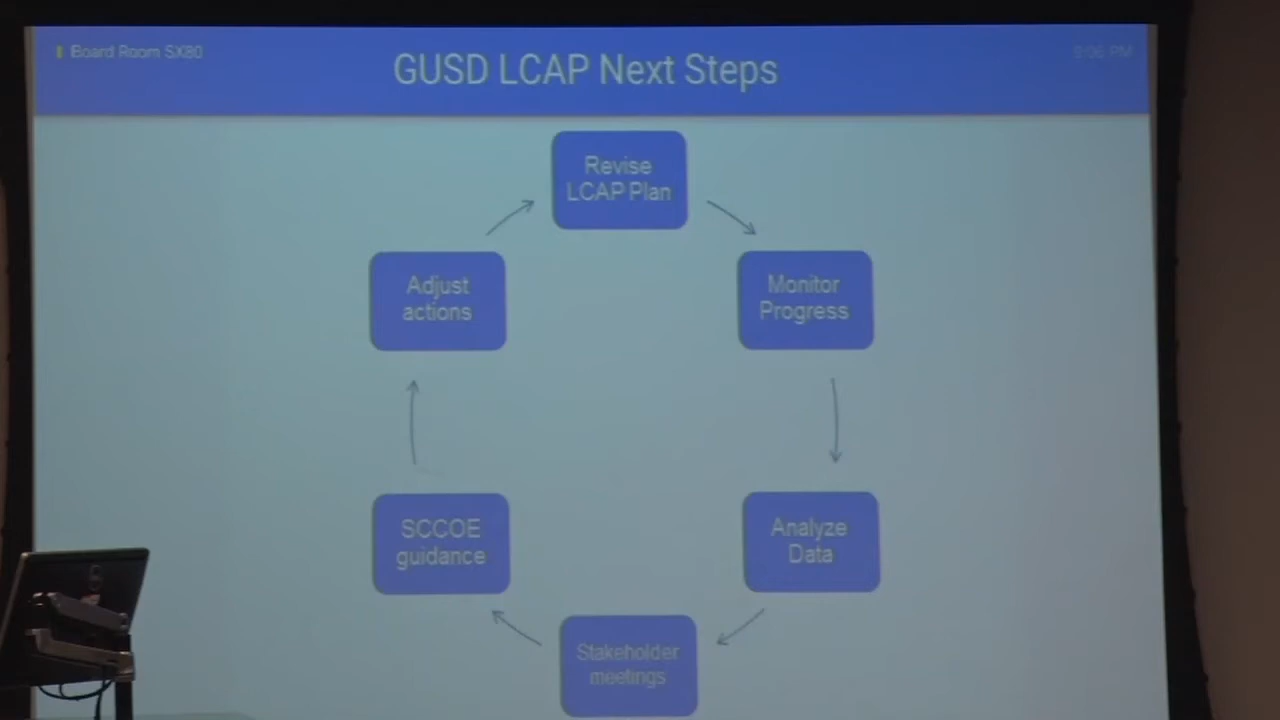 Board Room SX80
GUSD LCAP Next Steps
Revise
LCAP Plan
Adjust
actions
Monitor
Progress
SCCOE
guidance
Analyze
Data
Stakeholder
meetings